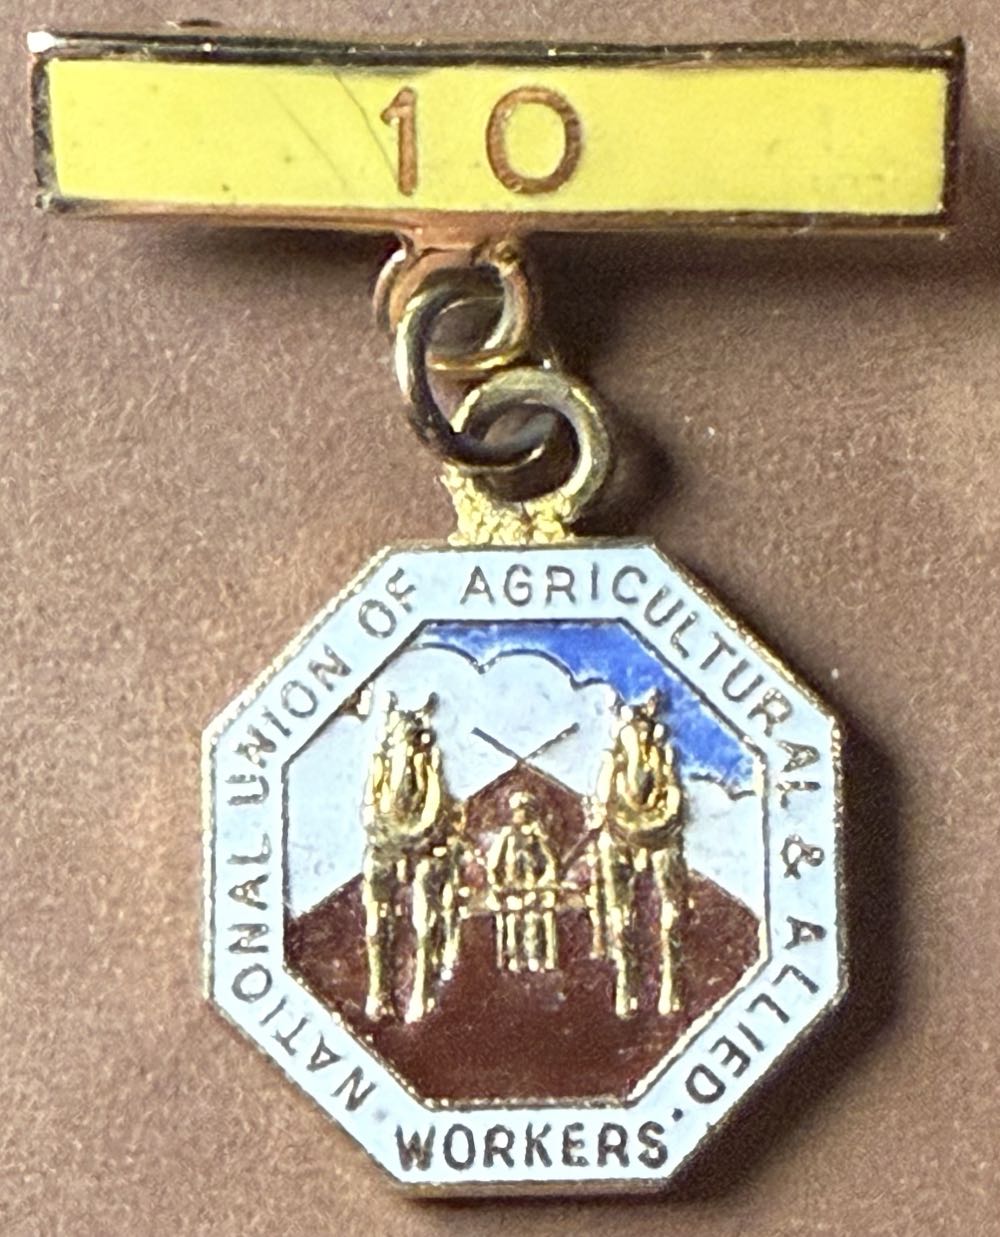 10
NATIONAL UNION OF AGRICULTURAL & ALLIED
· WORKERS ·